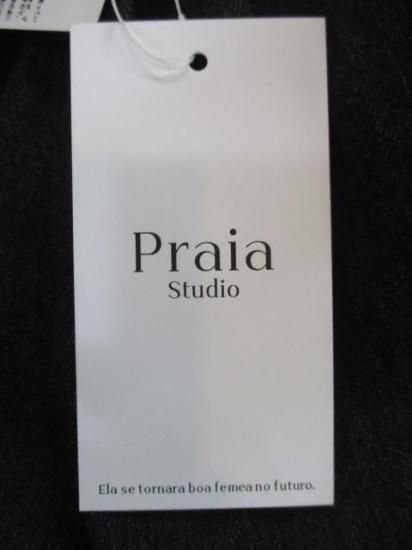 Praia
Studio
Ela se tornara boa femea no futuro.